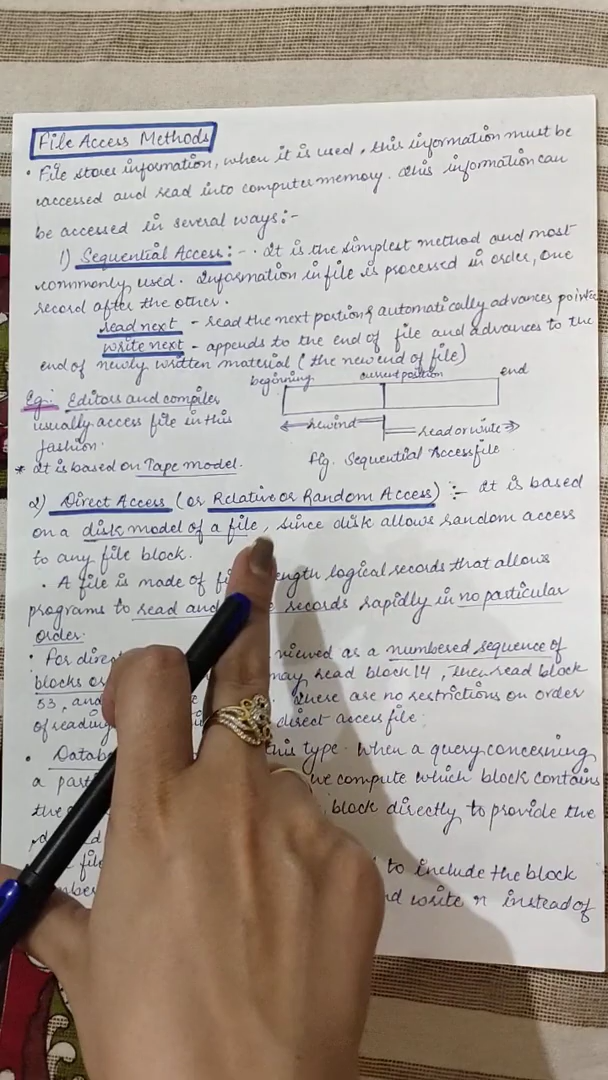 File Access Methods
• File stores information, when it is used, this information must be
accessed and read into computer memory. This information can
be accessed in several ways:-
1) Sequential Access:- • It is the simplest method and most
commonly used. Information in file is processed in order, one
record after the other.
read next - read the next portion & automatically advances pointer
write next - appends to the end of file and advances to the
end of newly written material (the new end of file)
beginning current position end
Eg: Editors and compiler
usually access file in this
fashion.
rewind read or write
* It is based on Tape model.
fig. Sequential Access file
2) Direct Access (or Relative or Random Access) :- It is based
on a disk model of a file, since disk allows random access
to any file block.
• A file is made of length logical records that allows
programs to read and records rapidly in no particular
order.
• For viewed as a numbered sequence of
blocks or may read block 14, then read block
53, and there are no restrictions on order
of reading direct access file.
• this type. When a query concerning
a we compute which block contains
the block directly to provide the
file to include the block
write n instead of